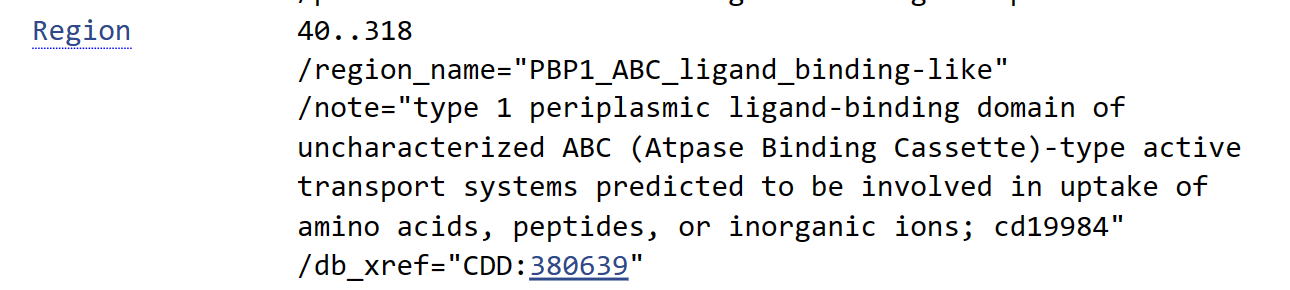 Region 40..318
/region_name="PBP1_ABC_ligand_binding-like"
/note="type 1 periplasmic ligand-binding domain of
uncharacterized ABC (Atpase Binding Cassette)-type active
transport systems predicted to be involved in uptake of
amino acids, peptides, or inorganic ions; cd19984"
/db_xref="CDD:380639"